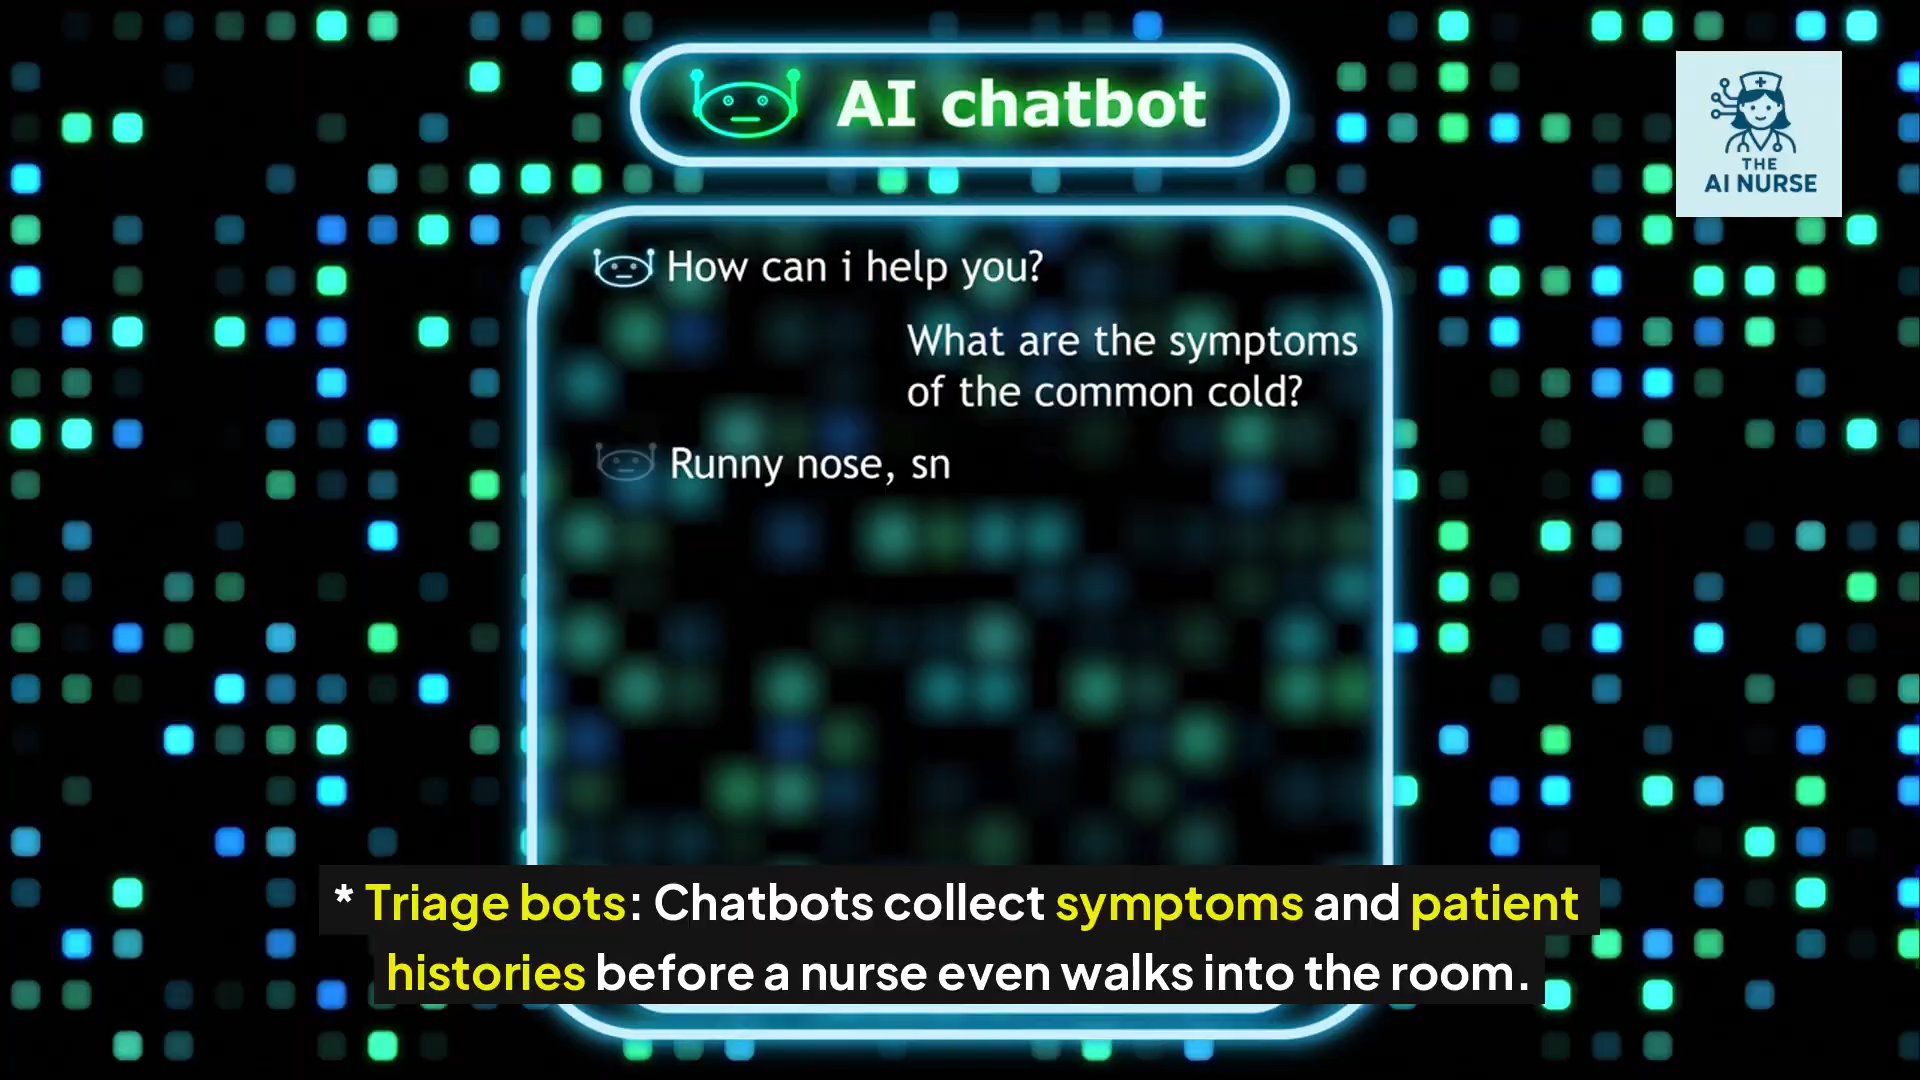 AI chatbot
THE
AI NURSE
How can i help you?
What are the symptoms
of the common cold?
Runny nose, sn
* Triage bots: Chatbots collect symptoms and patient
histories before a nurse even walks into the room.